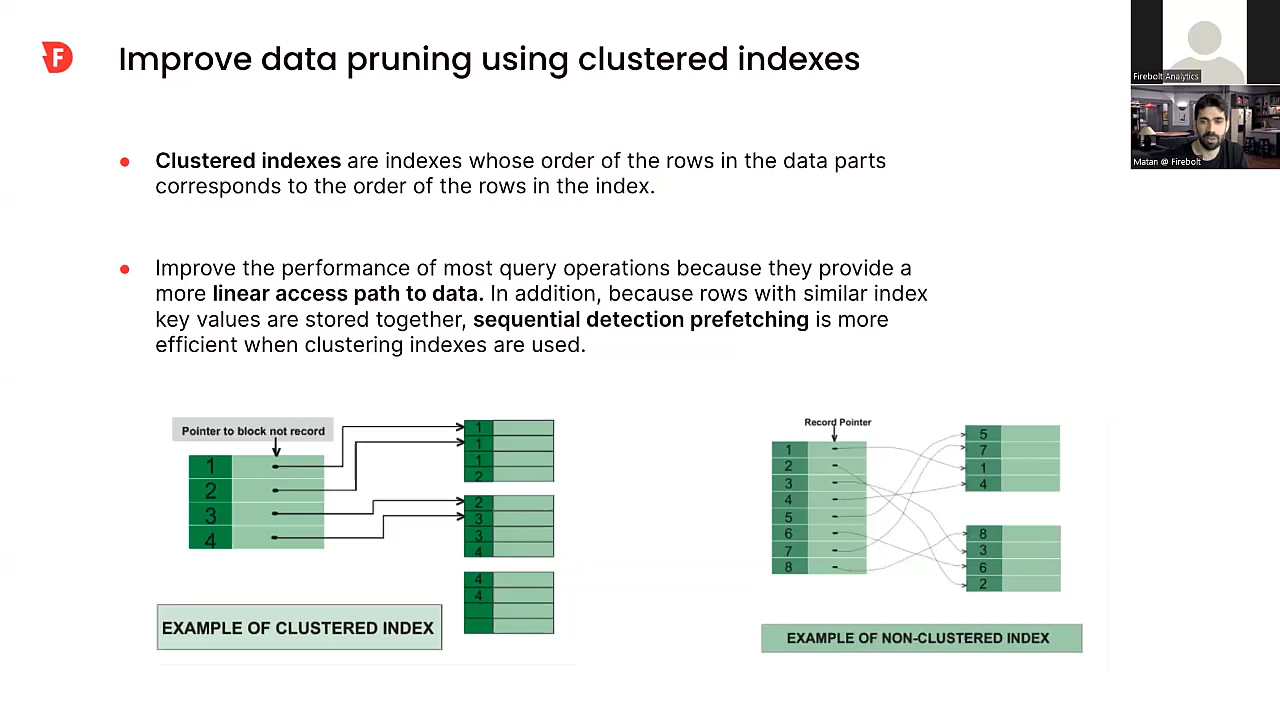 F
Improve data pruning using clustered indexes
Firebolt Analytics
Matan @ Firebolt
● Clustered indexes are indexes whose order of the rows in the data parts
corresponds to the order of the rows in the index.
● Improve the performance of most query operations because they provide a
more linear access path to data. In addition, because rows with similar index
key values are stored together, sequential detection prefetching is more
efficient when clustering indexes are used.
Pointer to block not record
1
2
3
4
1
1
1
2
2
3
3
4
4
4
EXAMPLE OF CLUSTERED INDEX
Record Pointer
1
2
3
4
5
6
7
8
5
7
1
4
8
3
6
2
EXAMPLE OF NON-CLUSTERED INDEX